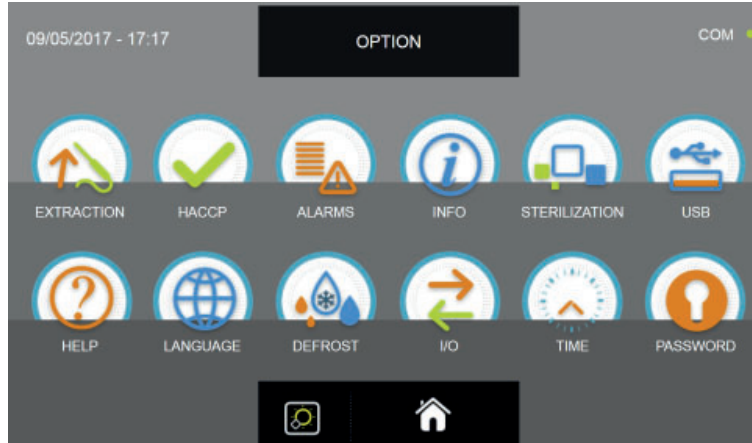 09/05/2017 - 17:17 OPTION COM
EXTRACTION HACCP ALARMS INFO STERILIZATION USB
HELP LANGUAGE DEFROST I/O TIME PASSWORD